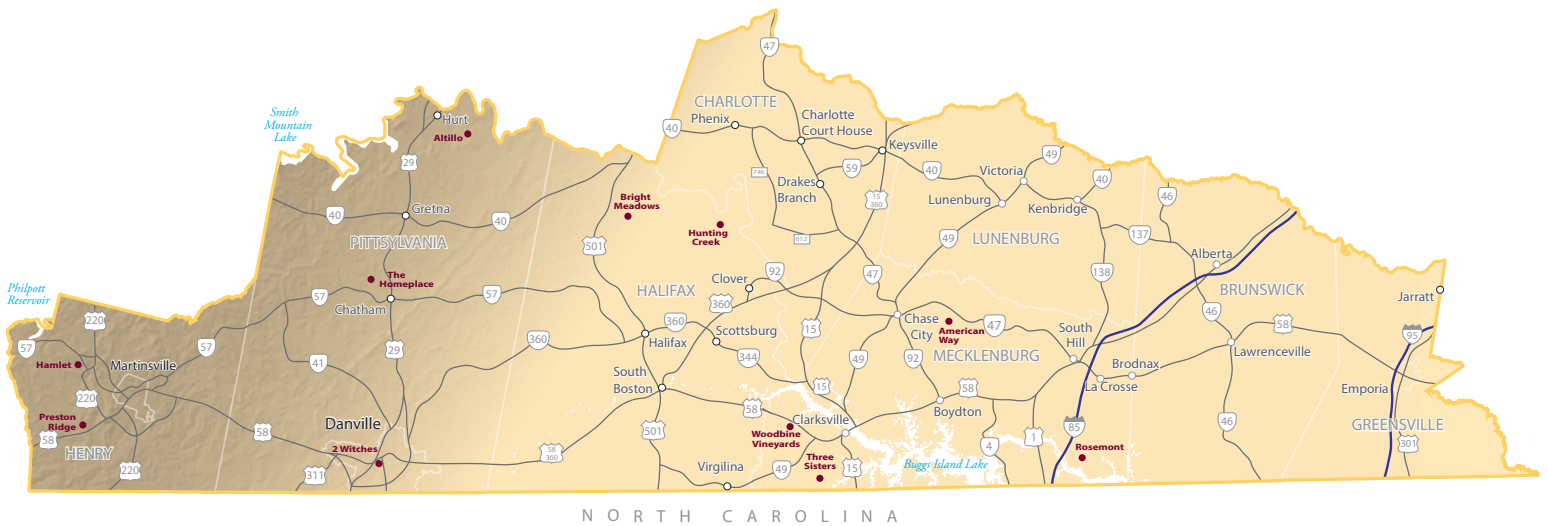 47
CHARLOTTE
Phenix
40
Charlotte
Court House
Smith
Mountain
Lake
Hurt
Altillo
29
Keysville
59
40
Victoria
49
40
746
Drakes
Branch
15
360
Lunenburg
Kenbridge
46
Bright
Meadows
Hunting
Creek
40
Gretna
40
PITTSYLVANIA
501
612
49
LUNENBURG
137
Alberta
138
The
Homeplace
Chatham
57
57
HALIFAX
Clover
92
47
BRUNSWICK
Jarratt
Philpott
Reservoir
220
57
57
Hamlet
Martinsville
360
360
360
Halifax
Scottsburg
344
15
Chase
City
American
Way
47
South
Hill
46
58
Lawrenceville
95
29
41
49
92
MECKLENBURG
Brodnax
La Crosse
South
Boston
15
58
Boydton
Emporia
220
Preston
Ridge
58
HENRY
58
Danville
2 Witches
501
58
Clarksville
Woodbine
Vineyards
85
1
4
46
GREENSVILLE
301
220
311
58
360
Virgilina
49
Three
Sisters
15
Buggs Island Lake
Rosemont
NORTH CAROLINA